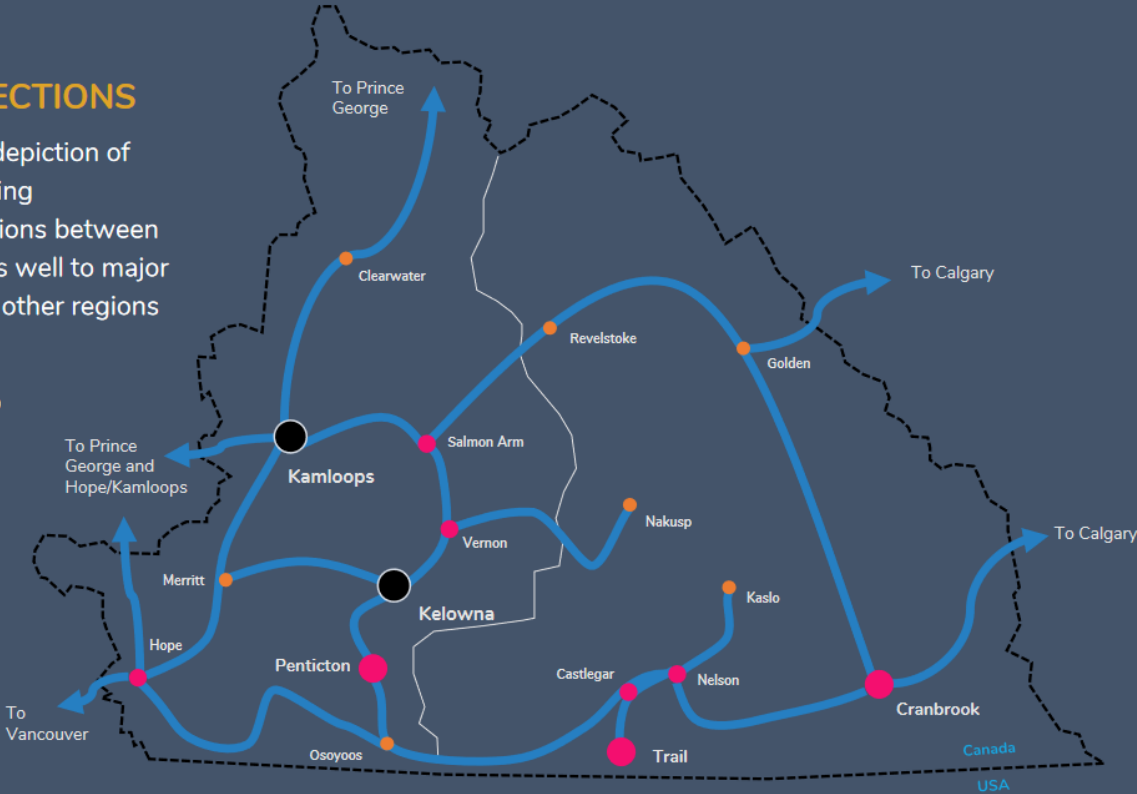 ECTIONS
depiction of
ing
ions between
s well to major
other regions
To Prince
George
Clearwater
To Calgary
Revelstoke
Golden
To Prince
George and
Hope/Kamloops
Salmon Arm
Kamloops
Nakusp
Vernon
To Calgary
Merritt
Kelowna
Kaslo
Hope
Penticton
Castlegar
Nelson
Cranbrook
To
Vancouver
Osoyoos
Trail
Canada
USA